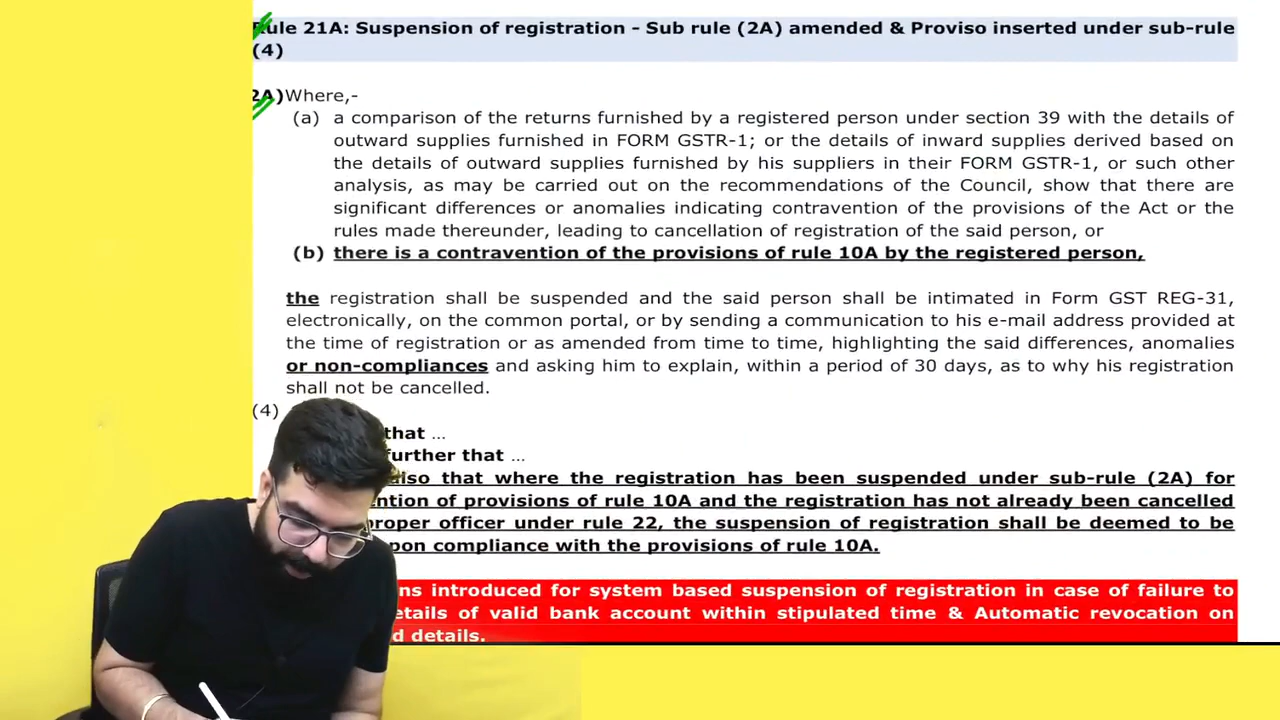 Rule 21A: Suspension of registration - Sub rule (2A) amended & Proviso inserted under sub-rule
(4)
2A) Where,-
(a) a comparison of the returns furnished by a registered person under section 39 with the details of
outward supplies furnished in FORM GSTR-1; or the details of inward supplies derived based on
the details of outward supplies furnished by his suppliers in their FORM GSTR-1, or such other
analysis, as may be carried out on the recommendations of the Council, show that there are
significant differences or anomalies indicating contravention of the provisions of the Act or the
rules made thereunder, leading to cancellation of registration of the said person, or
(b) there is a contravention of the provisions of rule 10A by the registered person,
the registration shall be suspended and the said person shall be intimated in Form GST REG-31,
electronically, on the common portal, or by sending a communication to his e-mail address provided at
the time of registration or as amended from time to time, highlighting the said differences, anomalies
or non-compliances and asking him to explain, within a period of 30 days, as to why his registration
shall not be cancelled.
(4)
that ...
further that ...
also that where the registration has been suspended under sub-rule (2A) for
ntion of provisions of rule 10A and the registration has not already been cancelled
proper officer under rule 22, the suspension of registration shall be deemed to be
pon compliance with the provisions of rule 10A.
ns introduced for system based suspension of registration in case of failure to
etails of valid bank account within stipulated time & Automatic revocation on
d details.